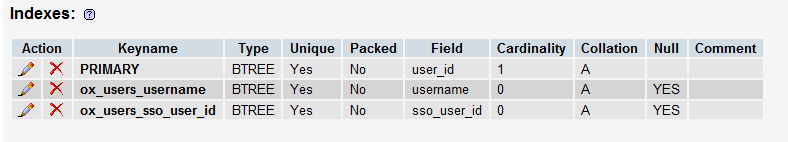 Indexes: ?
Action Keyname Type Unique Packed Field Cardinality Collation Null Comment
PRIMARY BTREE Yes No user_id 1 A
ox_users_username BTREE Yes No username 0 A YES
ox_users_sso_user_id BTREE Yes No sso_user_id 0 A YES